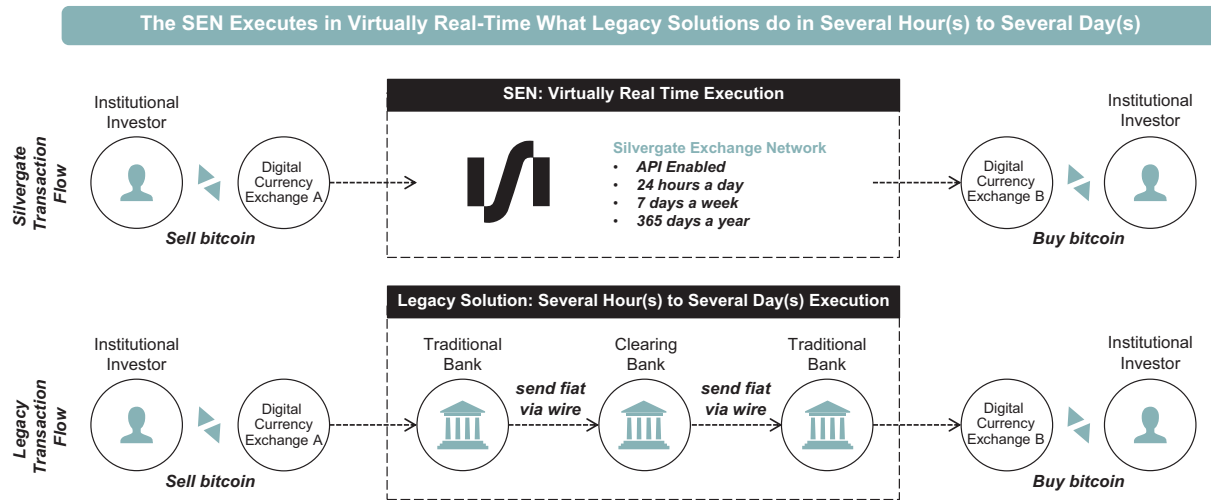 The SEN Executes in Virtually Real-Time What Legacy Solutions do in Several Hour(s) to Several Day(s)
Silvergate
Transaction
Flow
Institutional
Investor
Digital
Currency
Exchange A
Sell bitcoin
SEN: Virtually Real Time Execution
Silvergate Exchange Network
• API Enabled
• 24 hours a day
• 7 days a week
• 365 days a year
Digital
Currency
Exchange B
Institutional
Investor
Buy bitcoin
Legacy
Transaction
Flow
Institutional
Investor
Digital
Currency
Exchange A
Sell bitcoin
Legacy Solution: Several Hour(s) to Several Day(s) Execution
Traditional
Bank
send fiat
via wire
Clearing
Bank
send fiat
via wire
Traditional
Bank
Digital
Currency
Exchange B
Institutional
Investor
Buy bitcoin